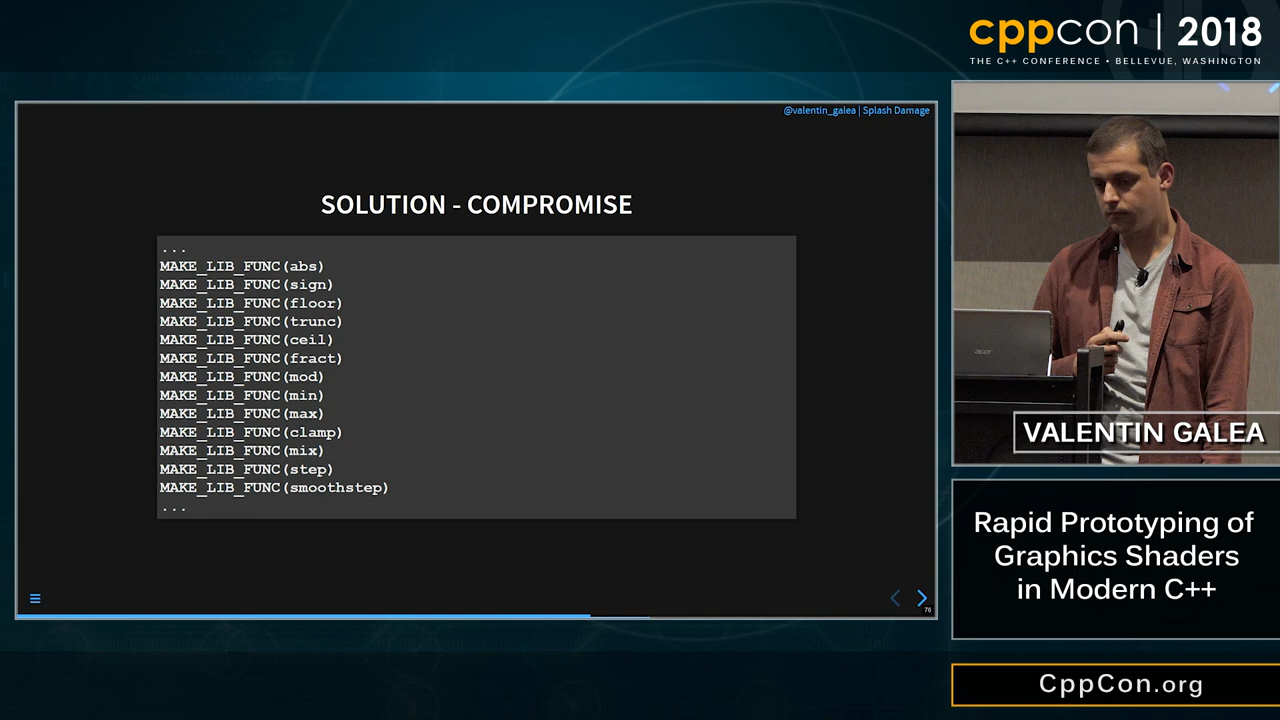 cppcon | 2018
THE C++ CONFERENCE • BELLEVUE, WASHINGTON
@valentin_galea | Splash Damage
SOLUTION - COMPROMISE
...
MAKE_LIB_FUNC(abs)
MAKE_LIB_FUNC(sign)
MAKE_LIB_FUNC(floor)
MAKE_LIB_FUNC(trunc)
MAKE_LIB_FUNC(ceil)
MAKE_LIB_FUNC(fract)
MAKE_LIB_FUNC(mod)
MAKE_LIB_FUNC(min)
MAKE_LIB_FUNC(max)
MAKE_LIB_FUNC(clamp)
MAKE_LIB_FUNC(mix)
MAKE_LIB_FUNC(step)
MAKE_LIB_FUNC(smoothstep)
...
76
acer
VALENTIN GALEA
Rapid Prototyping of
Graphics Shaders
in Modern C++
CppCon.org